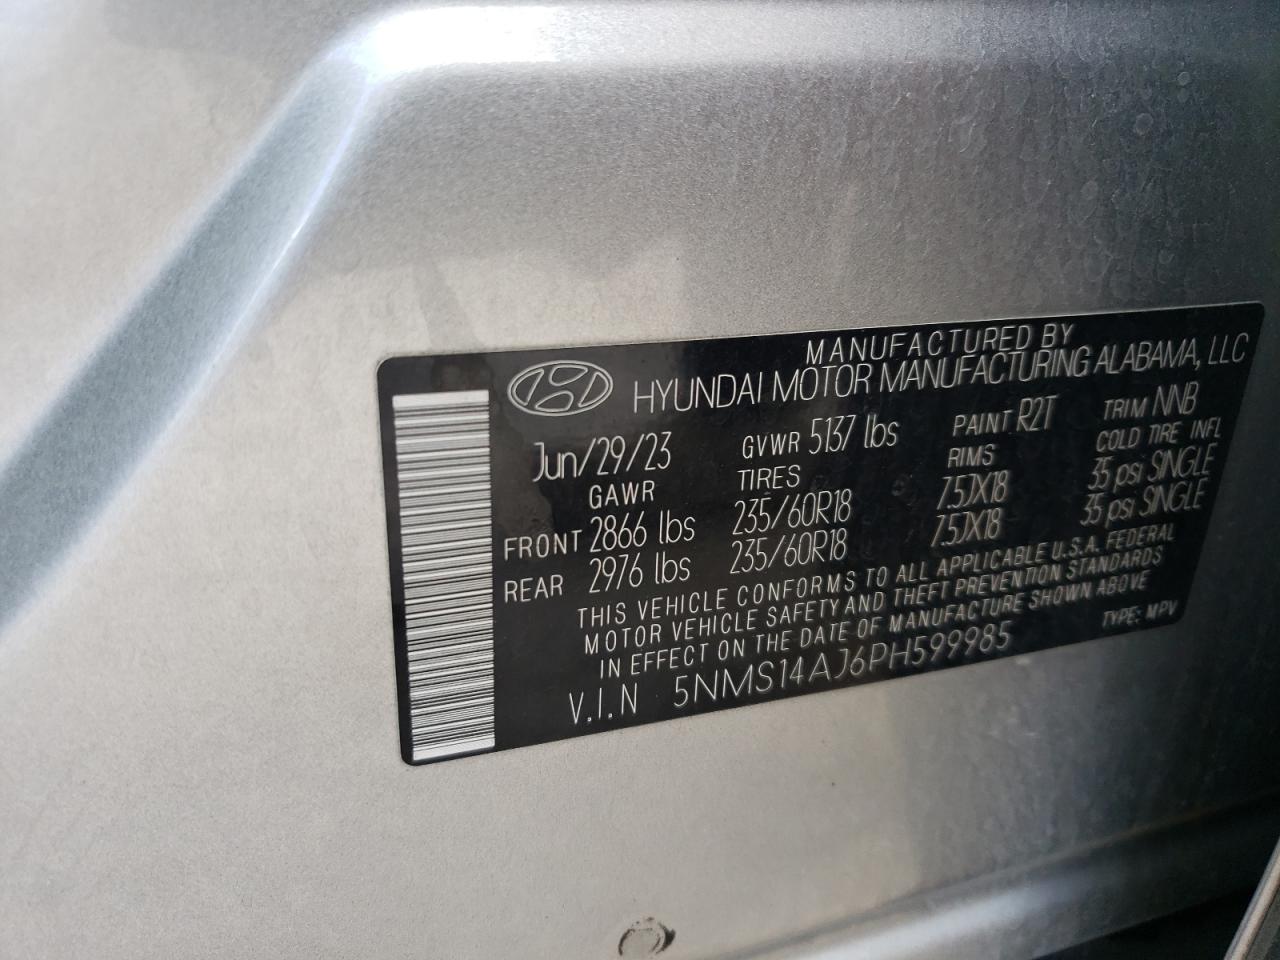 MANUFACTURED BY
HYUNDAI MOTOR MANUFACTURING ALABAMA, LLC
Jun/29/23 GVWR 5137 lbs PAINT R2T TRIM NNB
GAWR TIRES RIMS COLD TIRE INFL
FRONT 2866 lbs 235/60R18 7.5JX18 35 psi SINGLE
REAR 2976 lbs 235/60R18 7.5JX18 35 psi SINGLE
THIS VEHICLE CONFORMS TO ALL APPLICABLE U.S.A. FEDERAL
MOTOR VEHICLE SAFETY AND THEFT PREVENTION STANDARDS
IN EFFECT ON THE DATE OF MANUFACTURE SHOWN ABOVE
V.I.N 5NMS14AJ6PH599985 TYPE: MPV